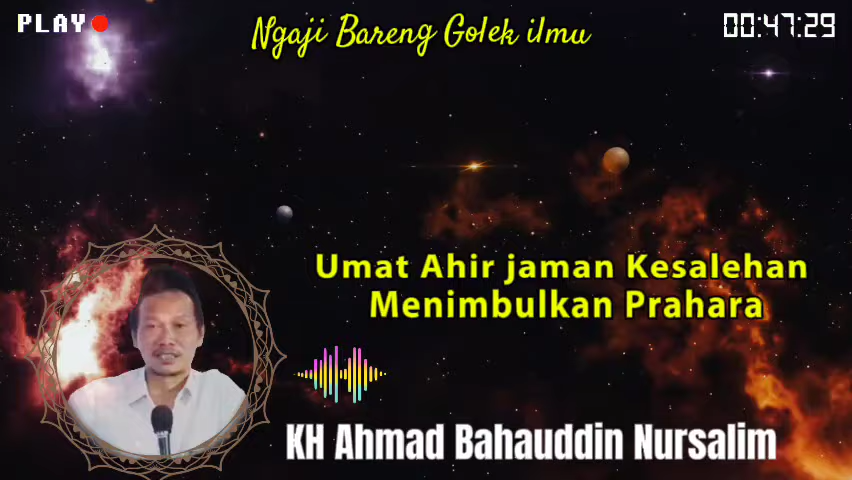 PLAY
Ngaji Bareng Golek ilmu
00:47:29
Umat Ahir jaman Kesalehan
Menimbulkan Prahara
KH Ahmad Bahauddin Nursalim